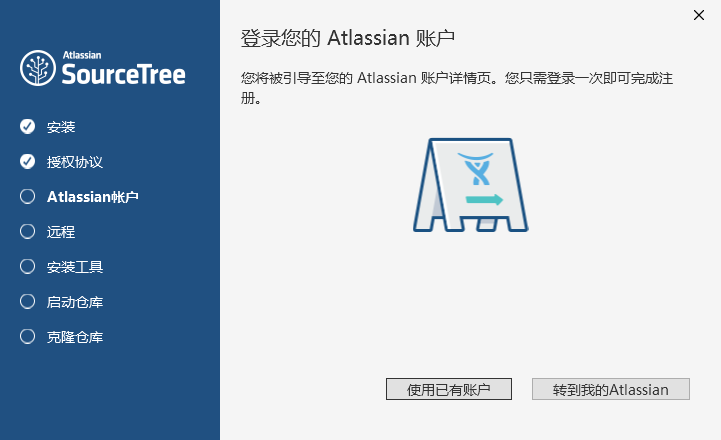 Atlassian
SourceTree
安装
授权协议
Atlassian帐户
远程
安装工具
启动仓库
克隆仓库
登录您的 Atlassian 账户
您将被引导至您的 Atlassian 账户详情页。您只需登录一次即可完成注
册。
使用已有账户
转到我的Atlassian